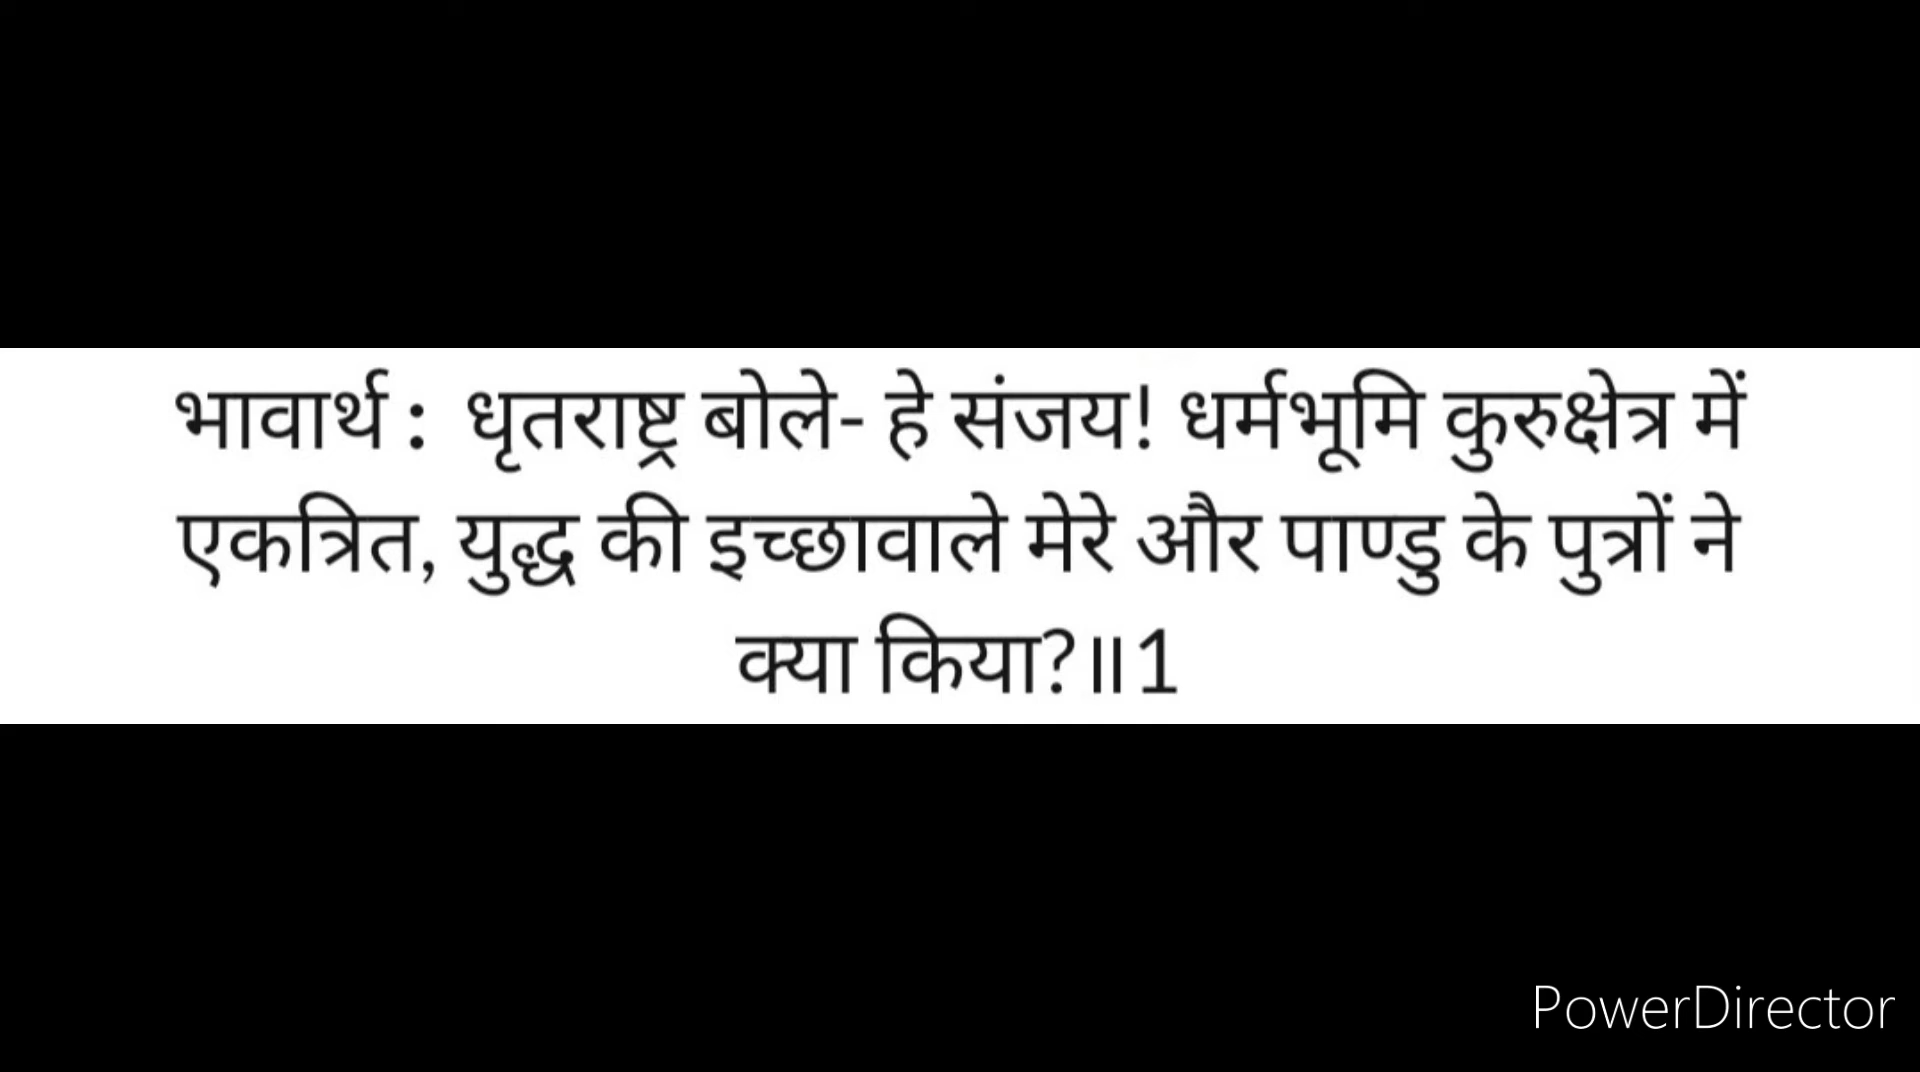 भावार्थ : धृतराष्ट्र बोले- हे संजय! धर्मभूमि कुरुक्षेत्र में
एकत्रित, युद्ध की इच्छावाले मेरे और पाण्डु के पुत्रों ने
क्या किया?॥1
PowerDirector